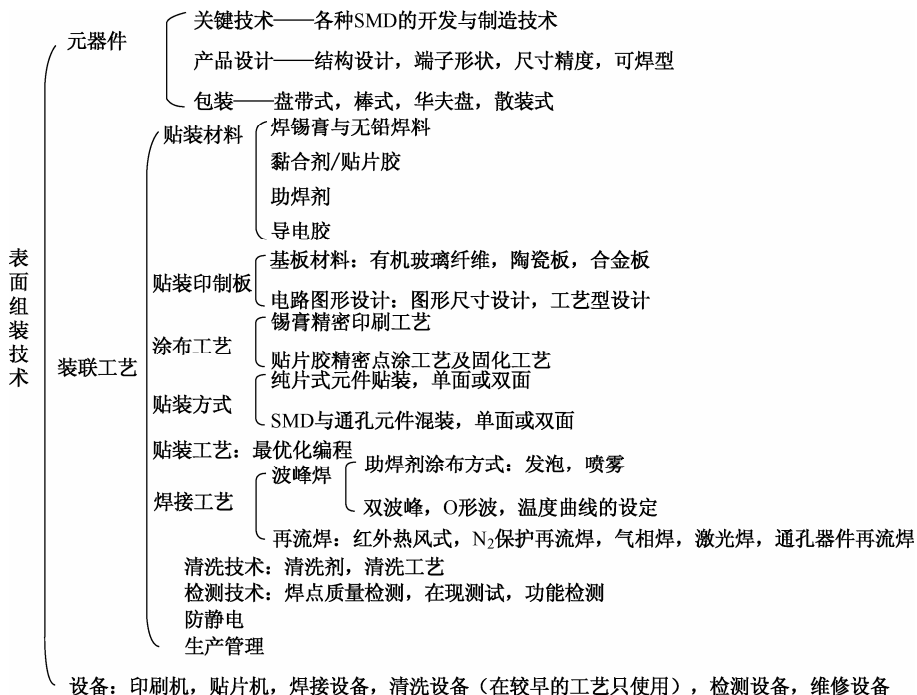 表面组装技术
元器件
关键技术——各种SMD的开发与制造技术
产品设计——结构设计，端子形状，尺寸精度，可焊型
包装——盘带式，棒式，华夫盘，散装式
装联工艺
贴装材料
焊锡膏与无铅焊料
黏合剂/贴片胶
助焊剂
导电胶
贴装印制板
基板材料：有机玻璃纤维，陶瓷板，合金板
电路图形设计：图形尺寸设计，工艺型设计
涂布工艺
锡膏精密印刷工艺
贴片胶精密点涂工艺及固化工艺
贴装方式
纯片式元件贴装，单面或双面
SMD与通孔元件混装，单面或双面
贴装工艺：最优化编程
焊接工艺
波峰焊
助焊剂涂布方式：发泡，喷雾
双波峰，O形波，温度曲线的设定
再流焊：红外热风式，N₂保护再流焊，气相焊，激光焊，通孔器件再流焊
清洗技术：清洗剂，清洗工艺
检测技术：焊点质量检测，在现测试，功能检测
防静电
生产管理
设备：印刷机，贴片机，焊接设备，清洗设备（在较早的工艺只使用），检测设备，维修设备